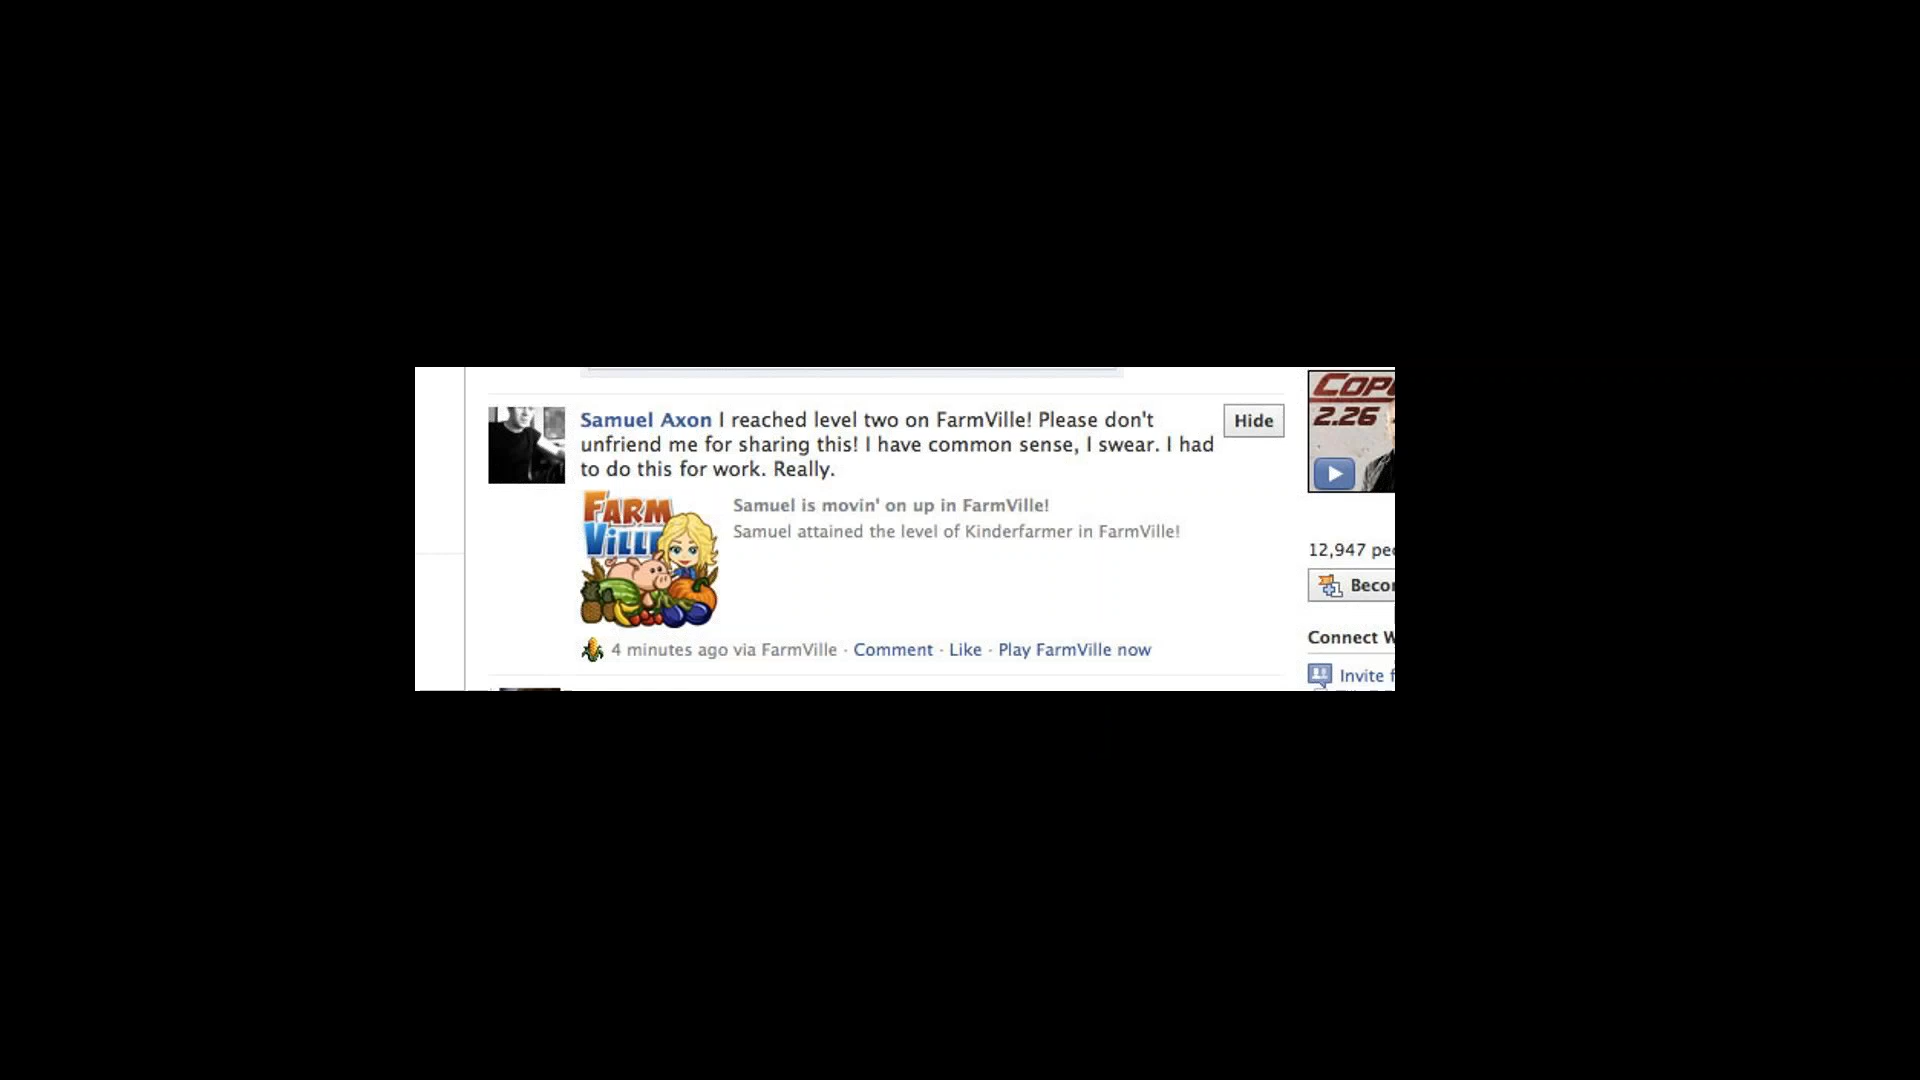 Samuel Axon I reached level two on FarmVille! Please don't
unfriend me for sharing this! I have common sense, I swear. I had
to do this for work. Really.
Hide
FARM
VILLE
Samuel is movin' on up in FarmVille!
Samuel attained the level of Kinderfarmer in FarmVille!
4 minutes ago via FarmVille · Comment · Like · Play FarmVille now
2.26
12,947
Connect
Invite